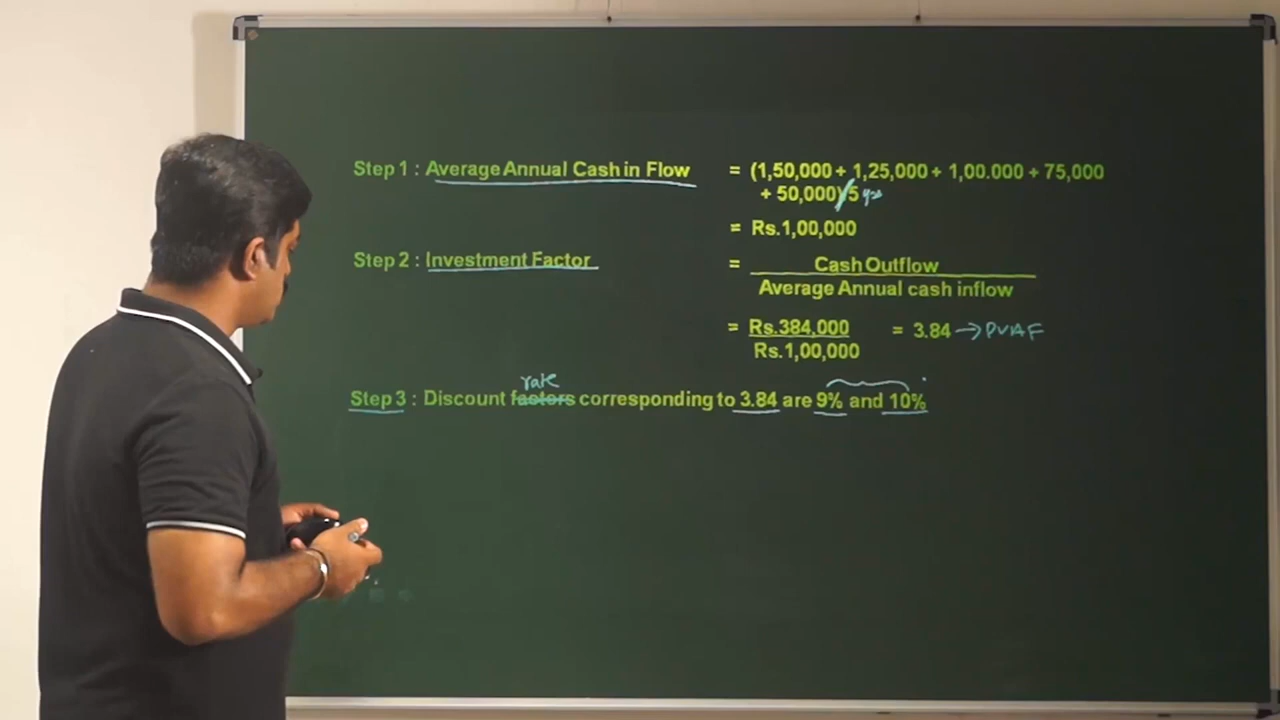 Step 1 : Average Annual Cash in Flow = (1,50,000 + 1,25,000 + 1,00.000 + 75,000
+ 50,000)/5 yrs
= Rs.1,00,000
Step 2 : Investment Factor = Cash Outflow
Average Annual cash inflow
= Rs.384,000 = 3.84 → PVAF
Rs.1,00,000
rate
Step 3 : Discount factors corresponding to 3.84 are 9% and 10%